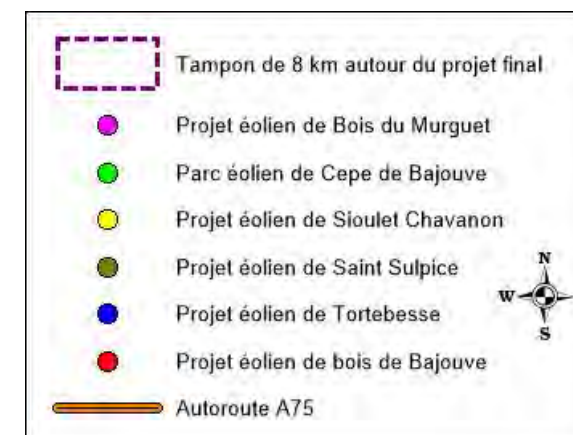 Tampon de 8 km autour du projet final
Projet éolien de Bois du Murguet
Parc éolien de Cepe de Bajouve
Projet éolien de Sioulet Chavanon
Projet éolien de Saint Sulpice
Projet éolien de Tortebesse
Projet éolien de bois de Bajouve
Autoroute A75
N
W
S